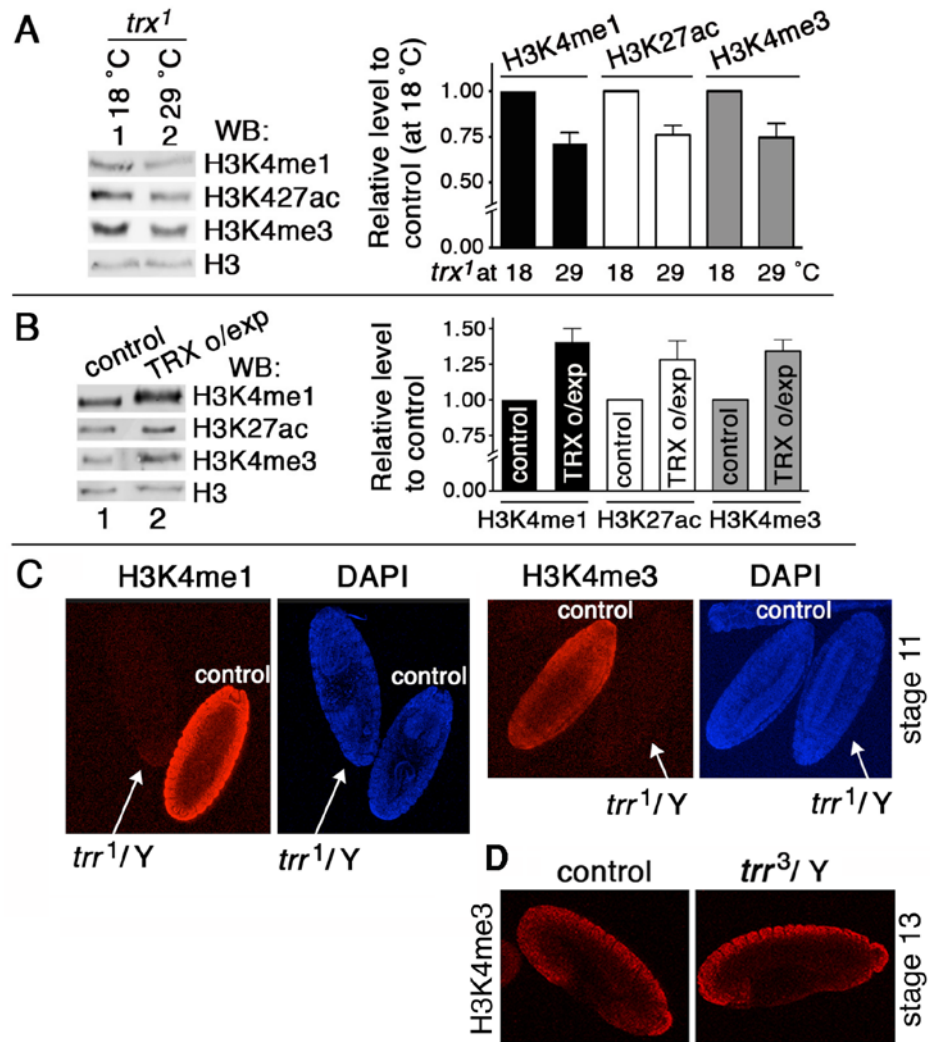 A
trx¹
18 °C
29 °C
1 2 WB:
H3K4me1
H3K427ac
H3K4me3
H3
Relative level to control (at 18 °C)
H3K4me1 H3K27ac H3K4me3
1.00
0.75
0.50
0.00
trx¹ at 18 29 18 29 18 29 °C
B
control TRX o/exp
WB:
H3K4me1
H3K27ac
H3K4me3
H3
1 2
Relative level to control
1.50
1.25
1.00
0.75
0.00
control TRX o/exp control TRX o/exp control TRX o/exp
H3K4me1 H3K27ac H3K4me3
C
H3K4me1 DAPI H3K4me3 DAPI
control control control control
trr¹/ Y trr¹/ Y trr¹/ Y trr¹/ Y
stage 11
D
control trr³/ Y
H3K4me3
stage 13